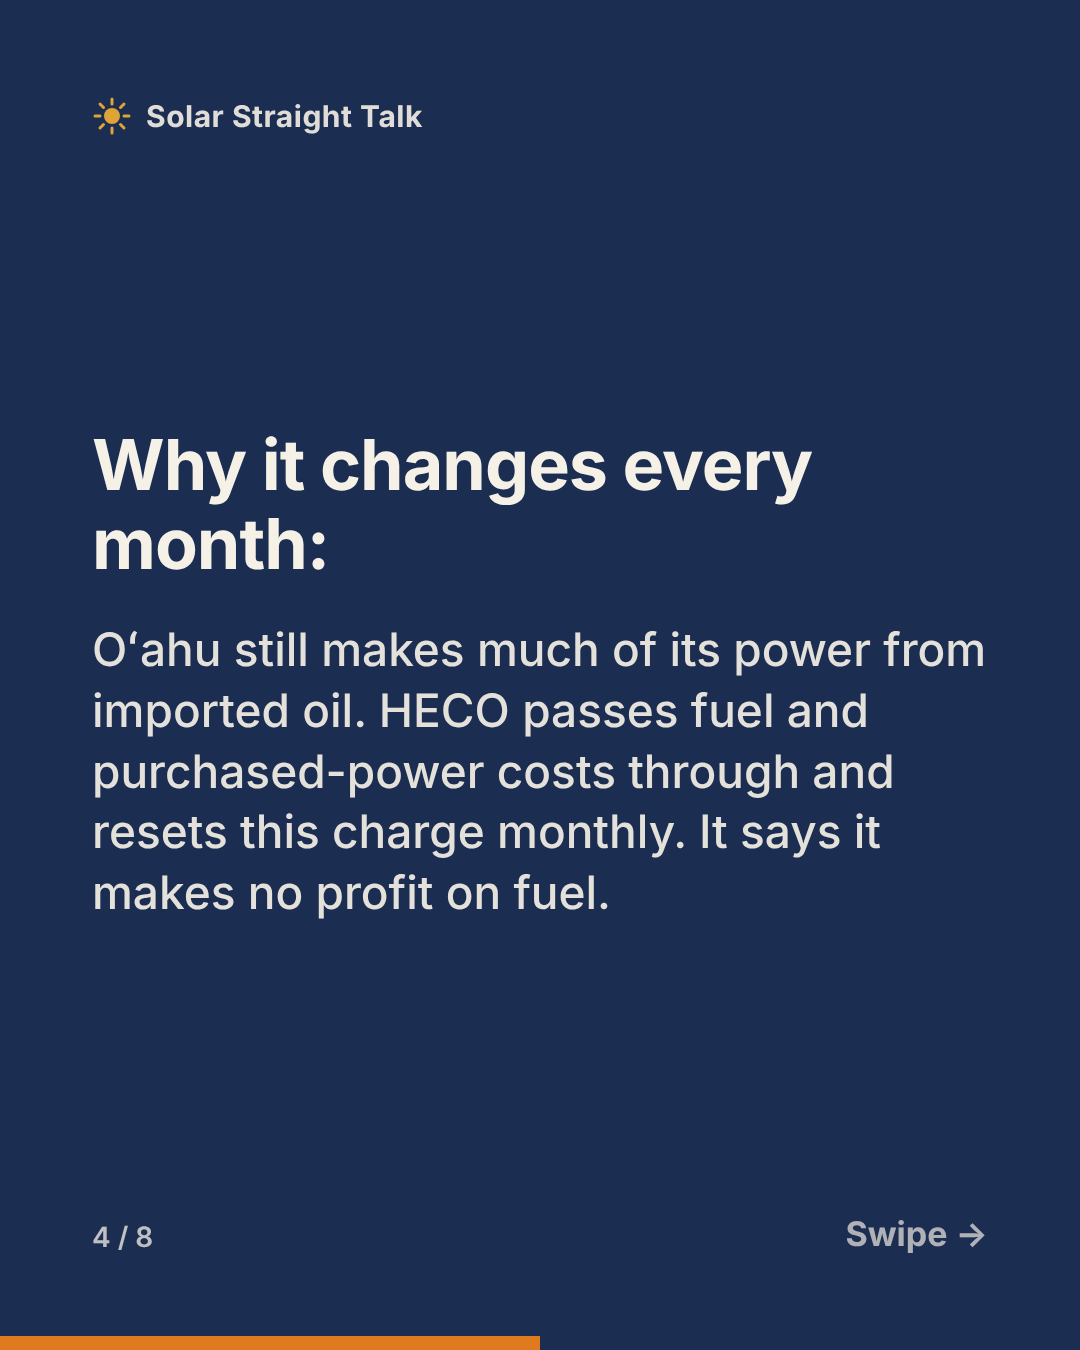 Solar Straight Talk
Why it changes every
month:
Oʻahu still makes much of its power from
imported oil. HECO passes fuel and
purchased-power costs through and
resets this charge monthly. It says it
makes no profit on fuel.
4 / 8
Swipe →